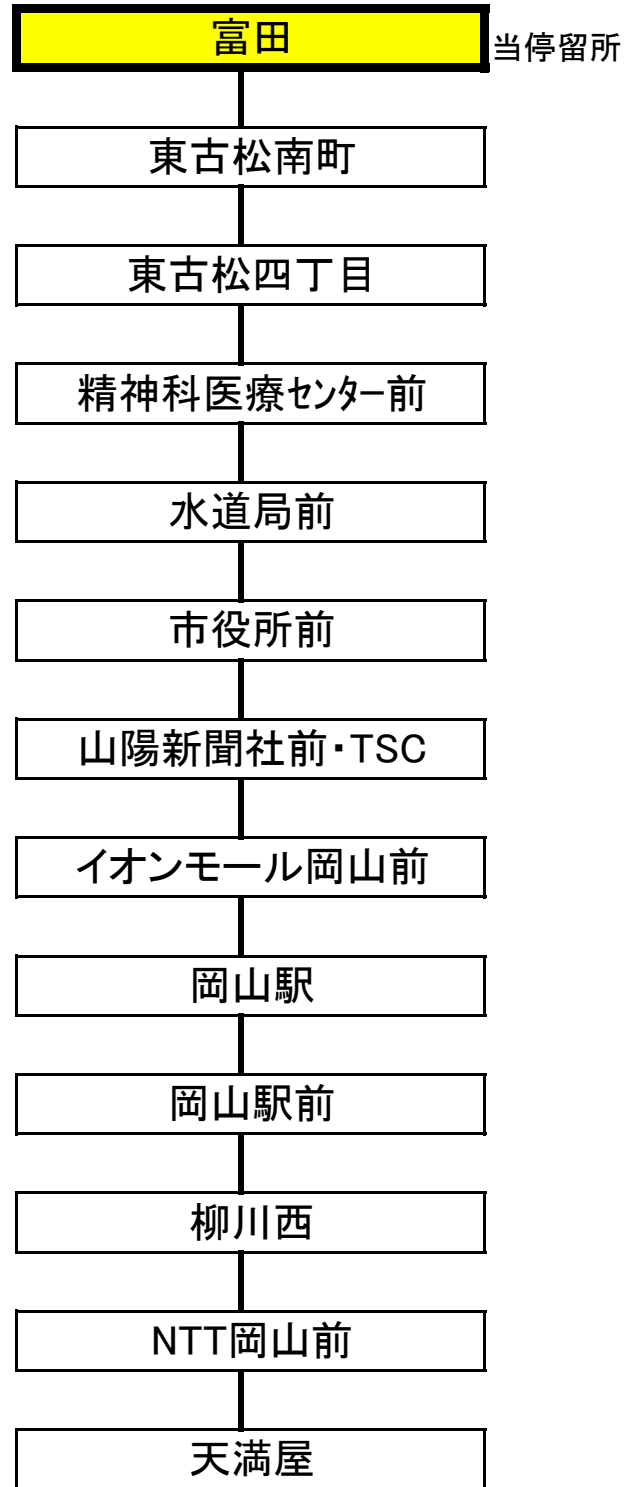 富田
当停留所
東古松南町
東古松四丁目
精神科医療ｾﾝﾀｰ前
水道局前
市役所前
山陽新聞社前・TSC
イオンモール岡山前
岡山駅
岡山駅前
柳川西
NTT岡山前
天満屋